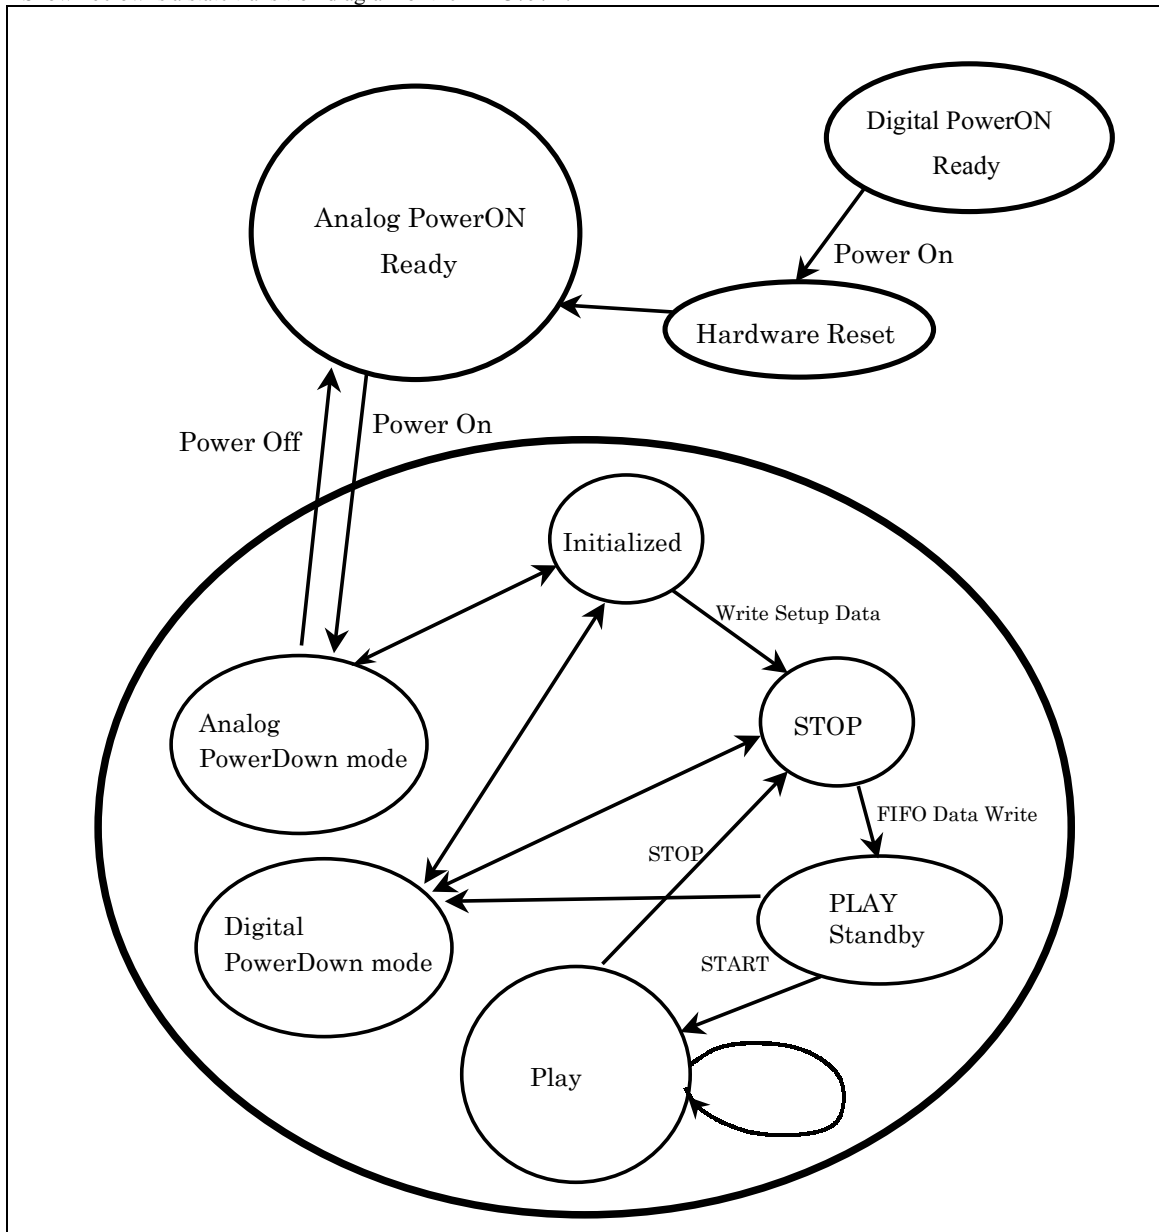 Digital PowerON
Ready
Analog PowerON
Ready
Power On
Hardware Reset
Power On
Power Off
Initialized
Write Setup Data
Analog
PowerDown mode
STOP
FIFO Data Write
STOP
PLAY
Standby
Digital
PowerDown mode
START
Play